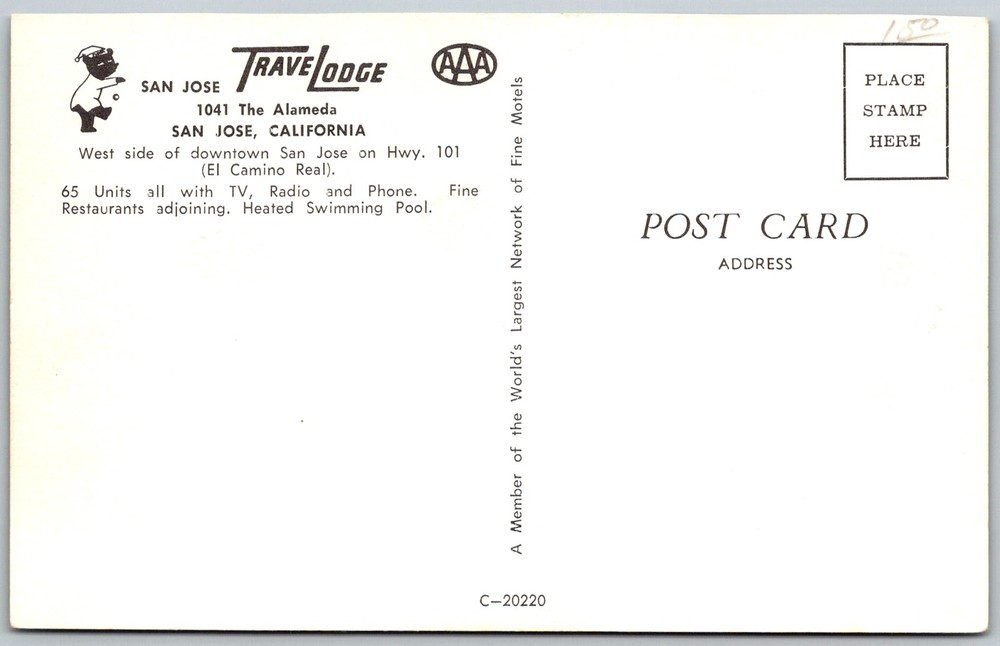 SAN JOSE TRAVELODGE
AAA
1041 The Alameda
SAN JOSE, CALIFORNIA
West side of downtown San Jose on Hwy. 101
(El Camino Real).
65 Units all with TV, Radio and Phone. Fine
Restaurants adjoining. Heated Swimming Pool.
A Member of the World's Largest Network of Fine Motels
C-20220
1 50
PLACE
STAMP
HERE
POST CARD
ADDRESS